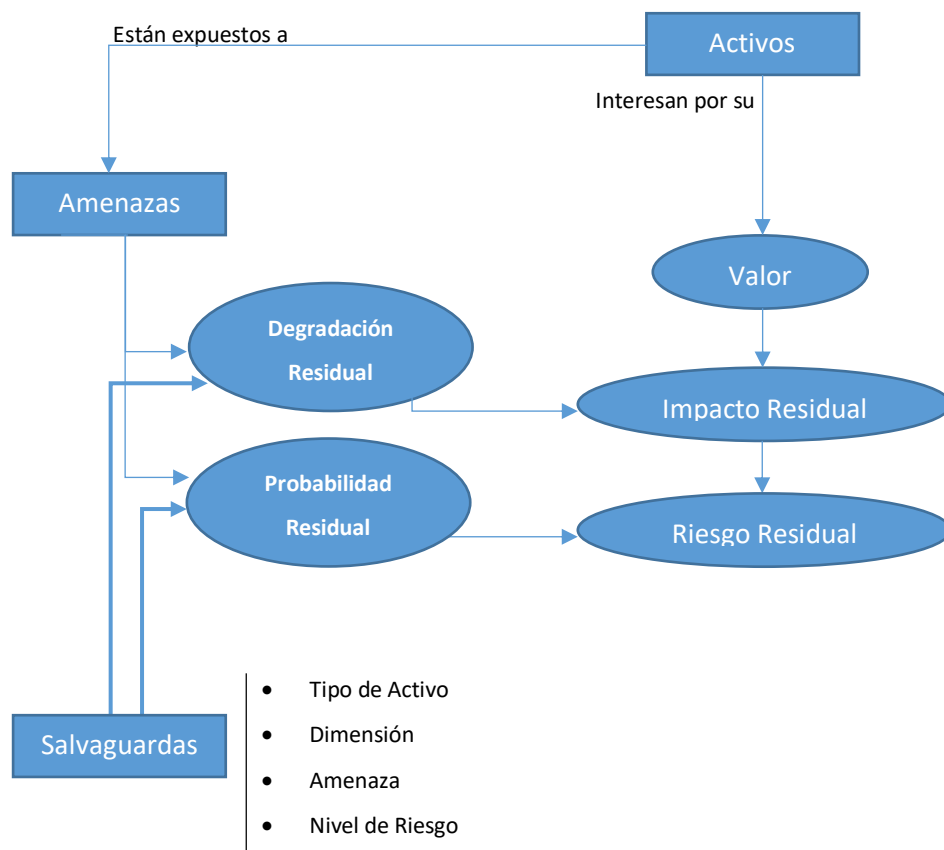 Están expuestos a
Activos
Interesan por su
Amenazas
Valor
Degradación
Residual
Impacto Residual
Probabilidad
Residual
Riesgo Residual
Salvaguardas
• Tipo de Activo
• Dimensión
• Amenaza
• Nivel de Riesgo